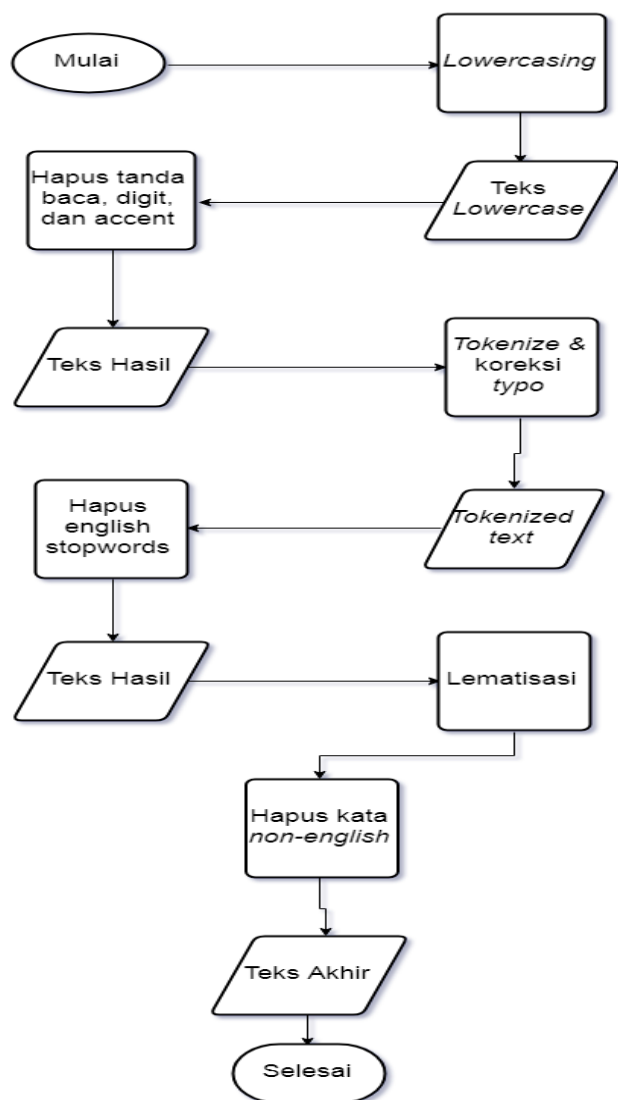 Mulai
Lowercasing
Teks
Lowercase
Hapus tanda
baca, digit,
dan accent
Teks Hasil
Tokenize &
koreksi
typo
Tokenized
text
Hapus
english
stopwords
Teks Hasil
Lematisasi
Hapus kata
non-english
Teks Akhir
Selesai